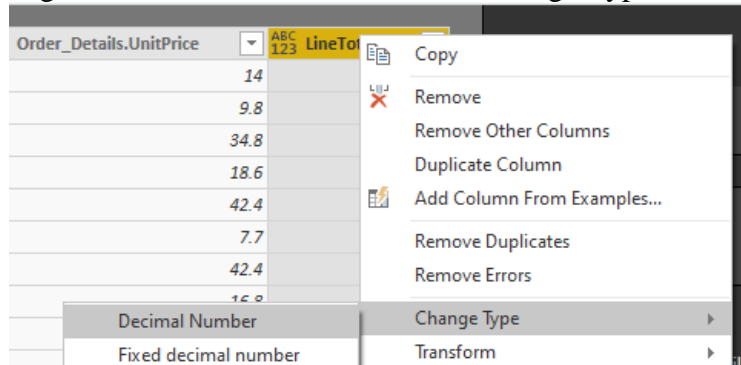 Order_Details.UnitPrice ABC 123 LineTot
14
9.8
34.8
18.6
42.4
7.7
42.4
16.8
Copy
Remove
Remove Other Columns
Duplicate Column
Add Column From Examples...
Remove Duplicates
Remove Errors
Change Type
Transform
Decimal Number
Fixed decimal number